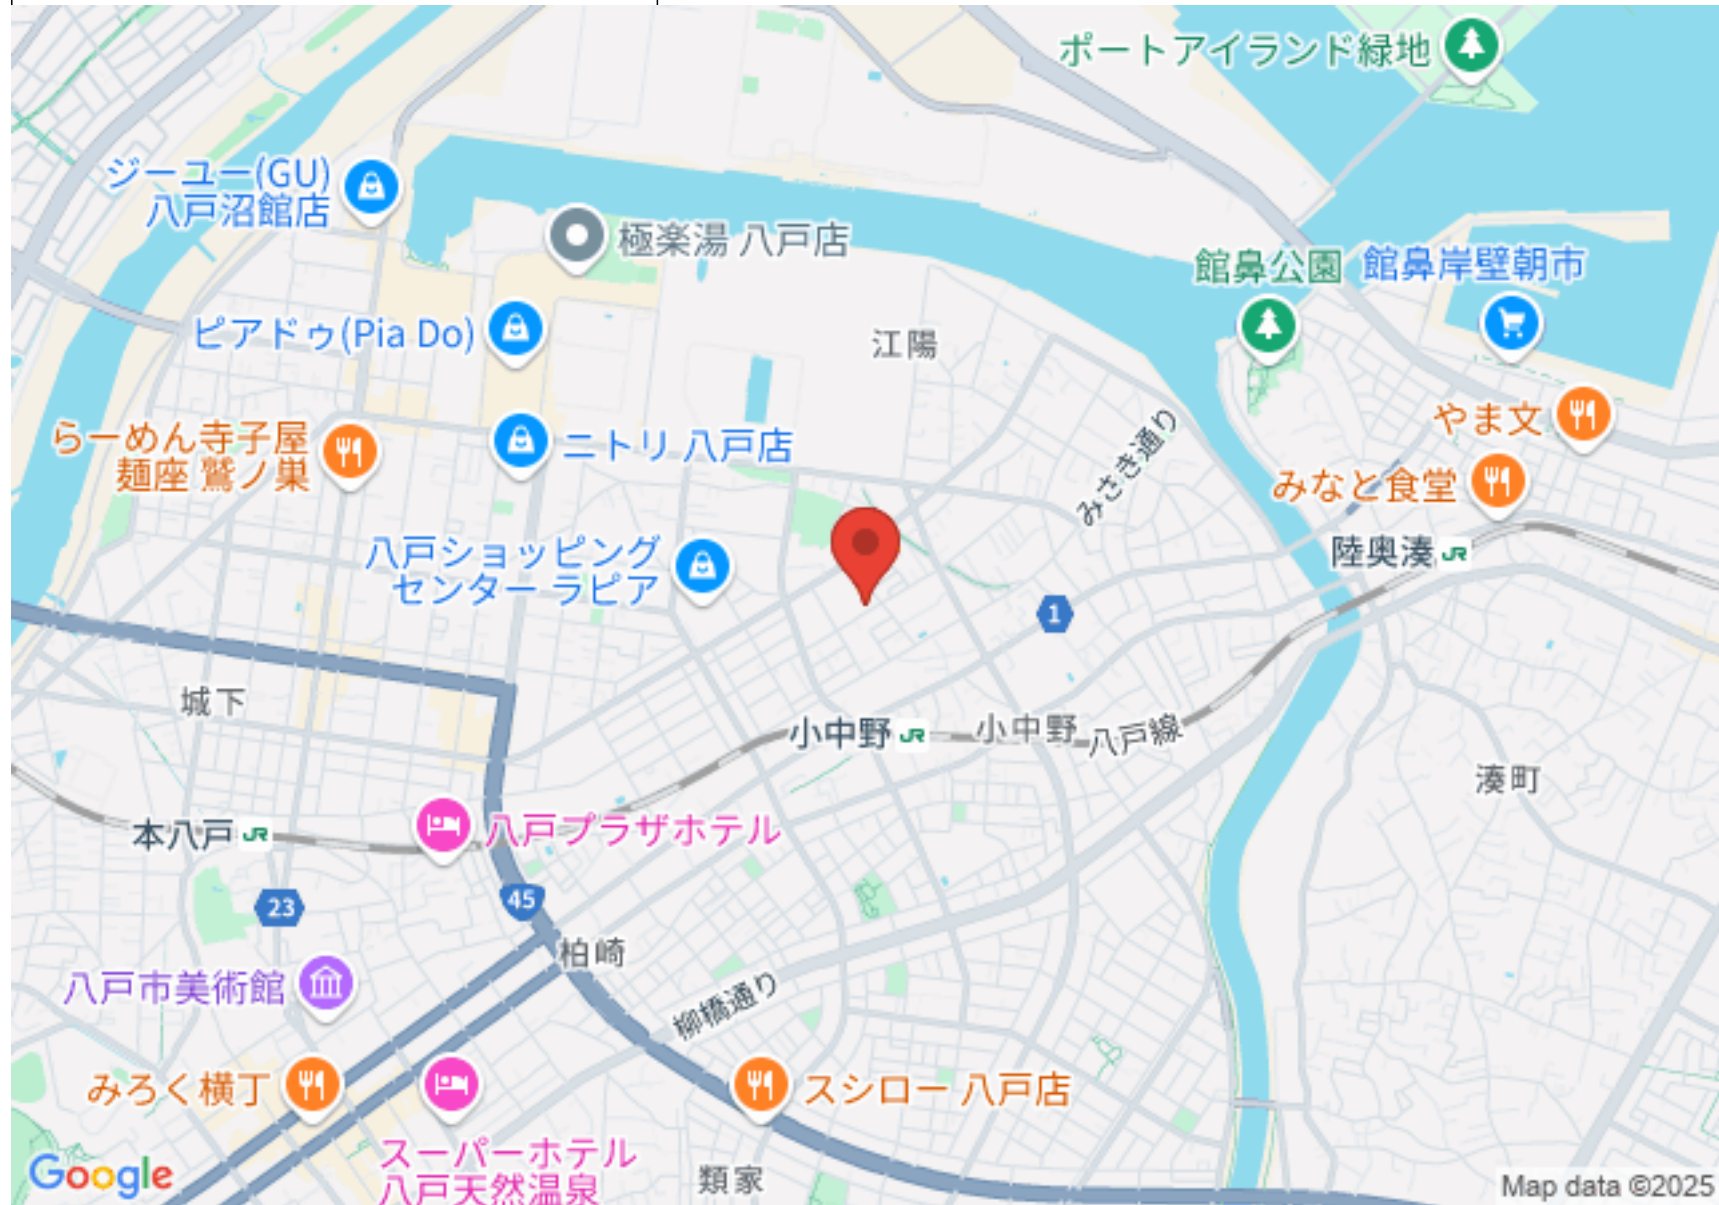 ポートアイランド緑地
ジーユー(GU)
八戸沼館店
極楽湯 八戸店
館鼻公園
館鼻岸壁朝市
ピアドゥ(Pia Do)
江陽
やま文
らーめん寺子屋
麺座 鷲ノ巣
ニトリ 八戸店
みさき通り
みなと食堂
八戸ショッピング
センター ラピア
陸奥湊 JR
1
城下
小中野 JR
小中野
八戸線
湊町
本八戸 JR
八戸プラザホテル
23
45
柏崎
八戸市美術館
柳橋通り
みろく横丁
スシロー 八戸店
スーパーホテル
八戸天然温泉
類家
Google
Map data ©2025